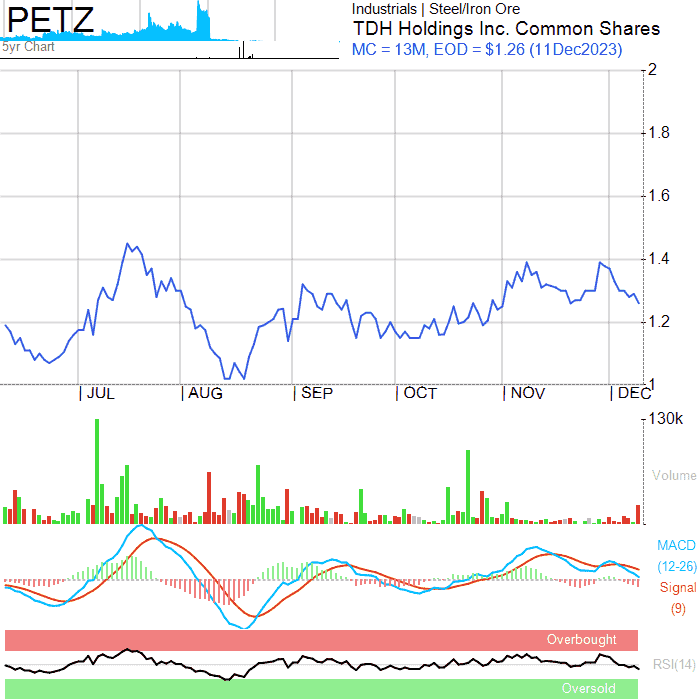 PETZ
5yr Chart
Industrials | Steel/Iron Ore
TDH Holdings Inc. Common Shares
MC = 13M, EOD = $1.26 (11Dec2023)
2
1.8
1.6
1.4
1.2
1
| JUL | AUG | SEP | OCT | NOV | DEC
130k
Volume
MACD
(12-26)
Signal
(9)
Overbought
RSI(14)
Oversold